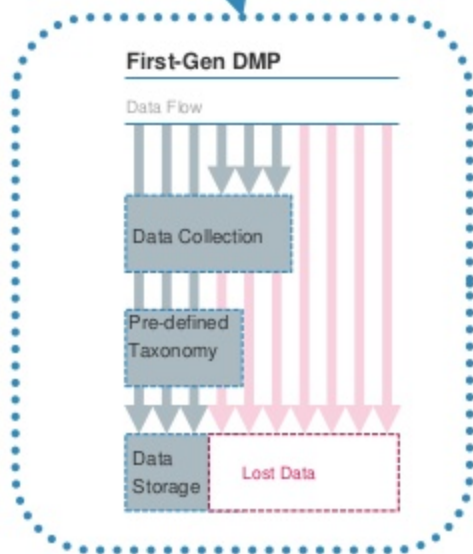 First-Gen DMP
Data Flow
Data Collection
Pre-defined
Taxonomy
Data
Storage
Lost Data